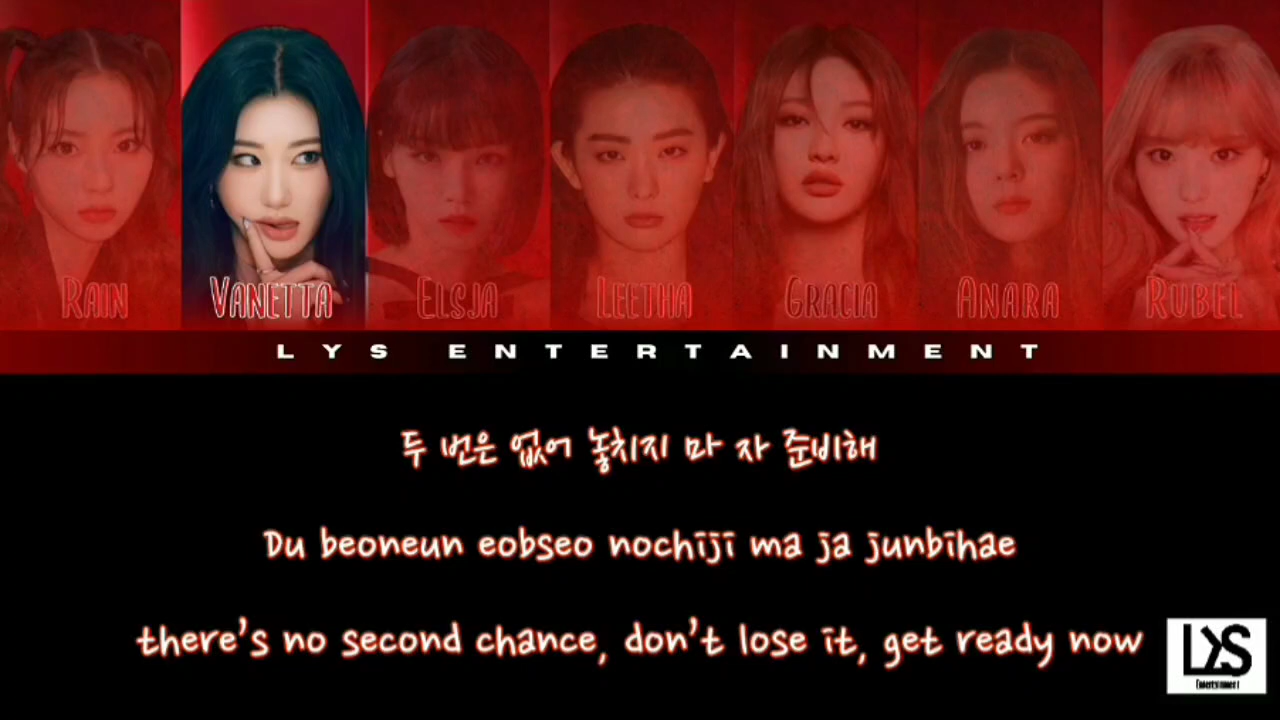 RAIN VANETTA ELSJA LEETHA GRACIA ANARA RUBEL
LYS ENTERTAINMENT
두 번은 없어 놓치지 마 자 준비해
Du beoneun eobseo nochiji ma ja junbihae
there's no second chance, don't lose it, get ready now
LYS
Entertainment